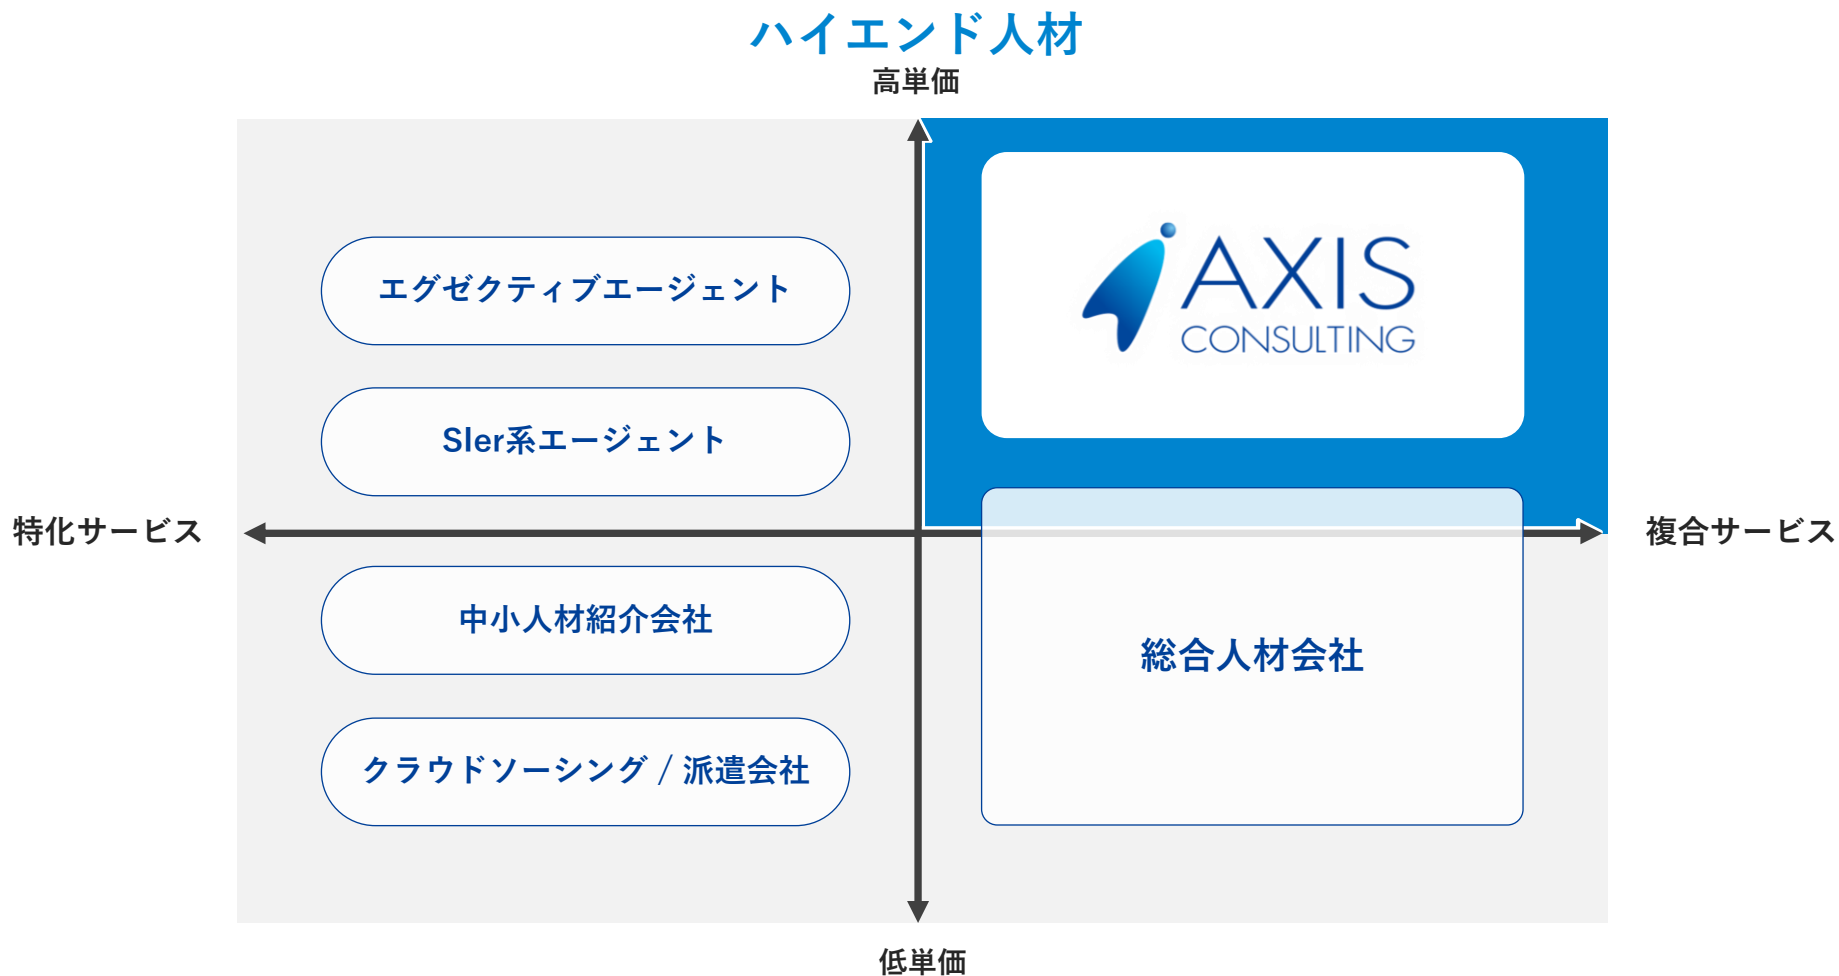 ハイエンド人材
高単価
エグゼクティブエージェント
AXIS
CONSULTING
SIer系エージェント
特化サービス
複合サービス
中小人材紹介会社
総合人材会社
クラウドソーシング / 派遣会社
低単価